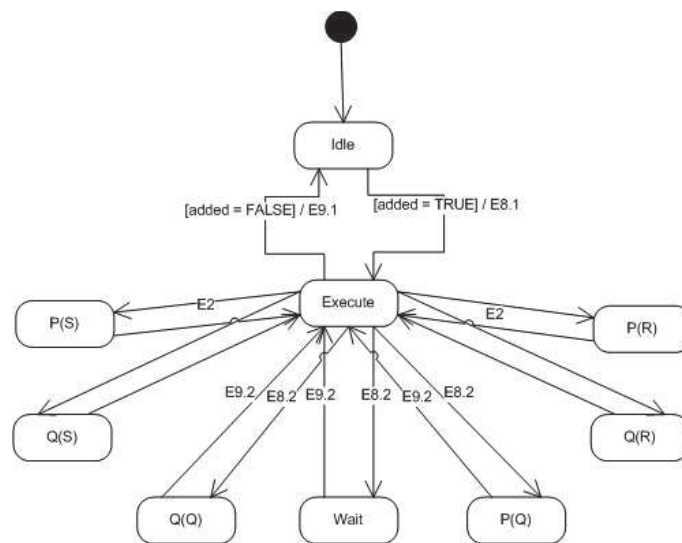 Idle
[added = FALSE] / E9.1
[added = TRUE] / E8.1
Execute
P(S)
E2
E2
P(R)
E9.2
E8.2
E9.2
E8.2
E9.2
E8.2
Q(S)
Q(R)
Q(Q)
Wait
P(Q)